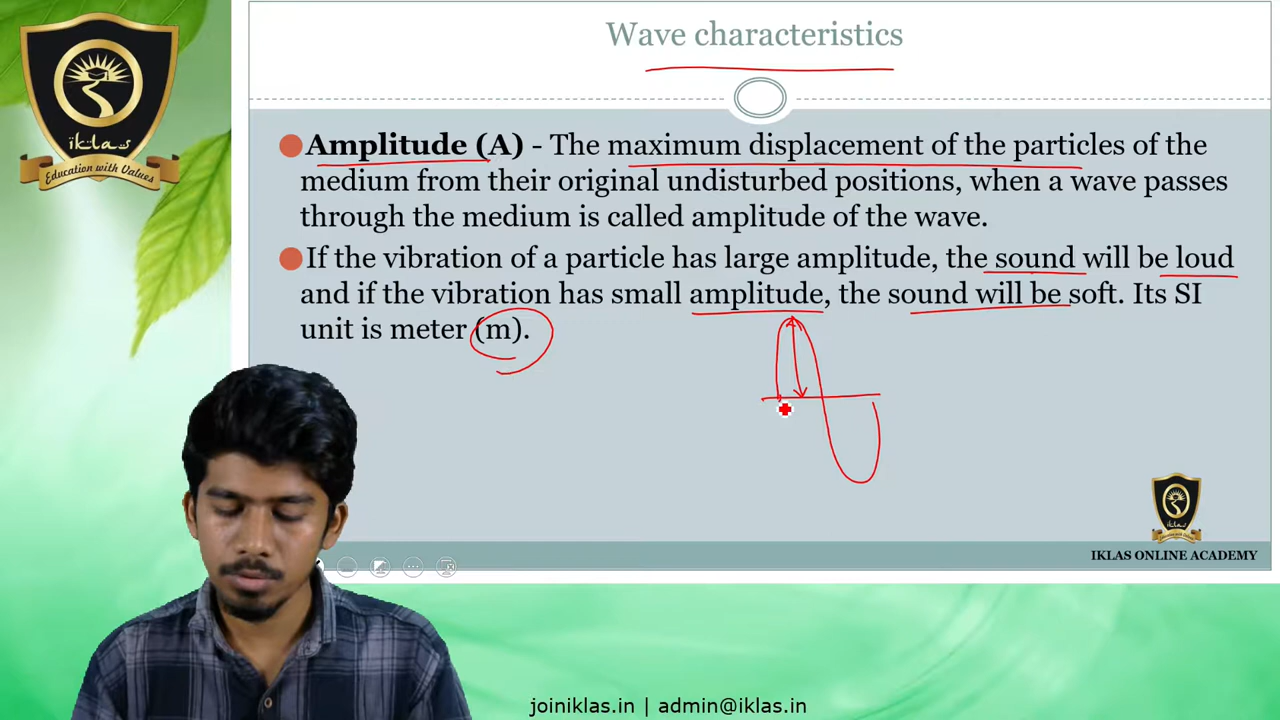 Wave characteristics
iklas
Education with Values
Amplitude (A) - The maximum displacement of the particles of the
medium from their original undisturbed positions, when a wave passes
through the medium is called amplitude of the wave.
If the vibration of a particle has large amplitude, the sound will be loud
and if the vibration has small amplitude, the sound will be soft. Its SI
unit is meter (m).
iklas
IKLAS ONLINE ACADEMY
joiniklas.in | admin@iklas.in